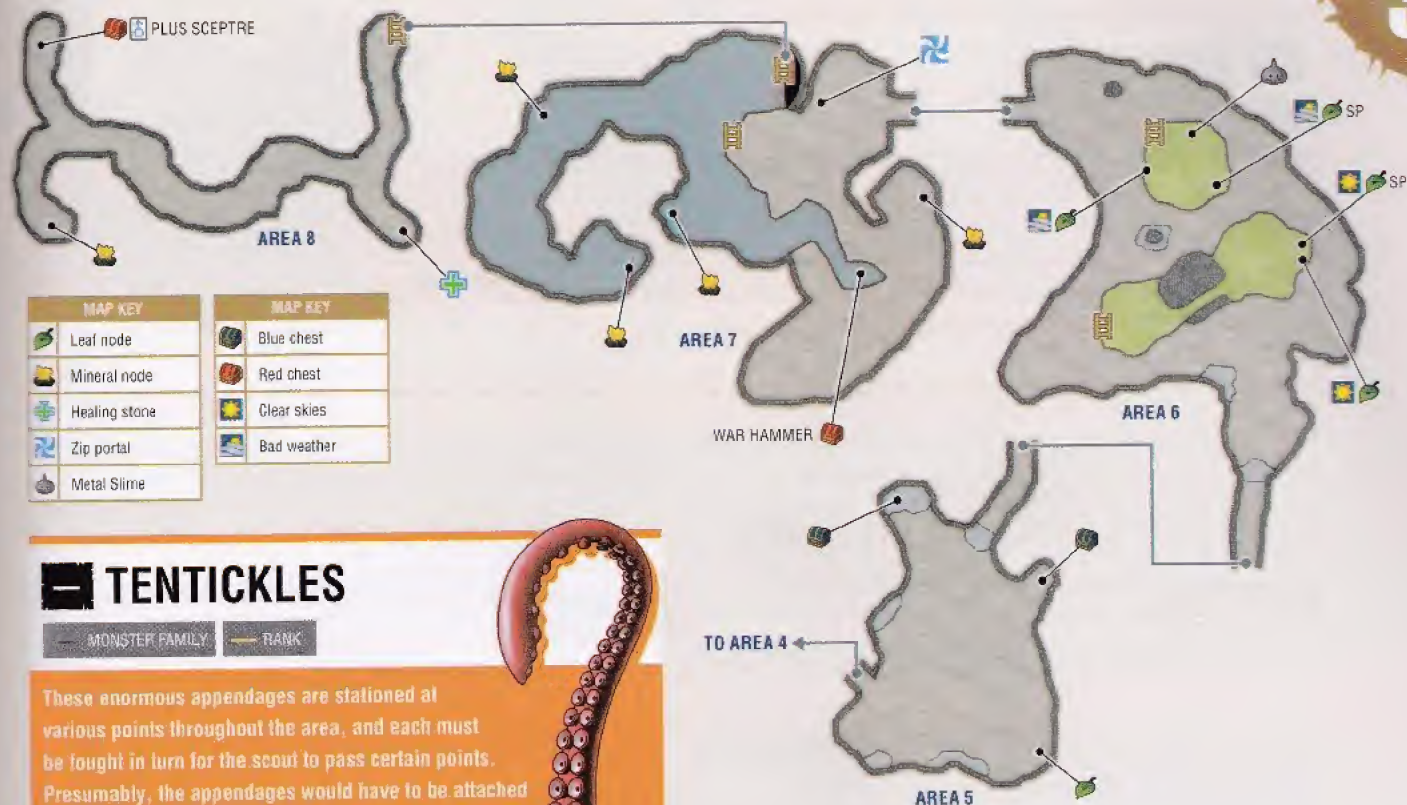 PLUS SCEPTRE
SP
SP
AREA 8
AREA 7
AREA 6
WAR HAMMER
MAP KEY
Leaf node
Mineral node
Healing stone
Zip portal
Metal Slime
MAP KEY
Blue chest
Red chest
Clear skies
Bad weather
TENTICKLES
— MONSTER FAMILY
— RANK
These enormous appendages are stationed at
various points throughout the area, and each must
be fought in turn for the scout to pass certain points.
Presumably, the appendages would have to be attached
TO AREA 4
AREA 5